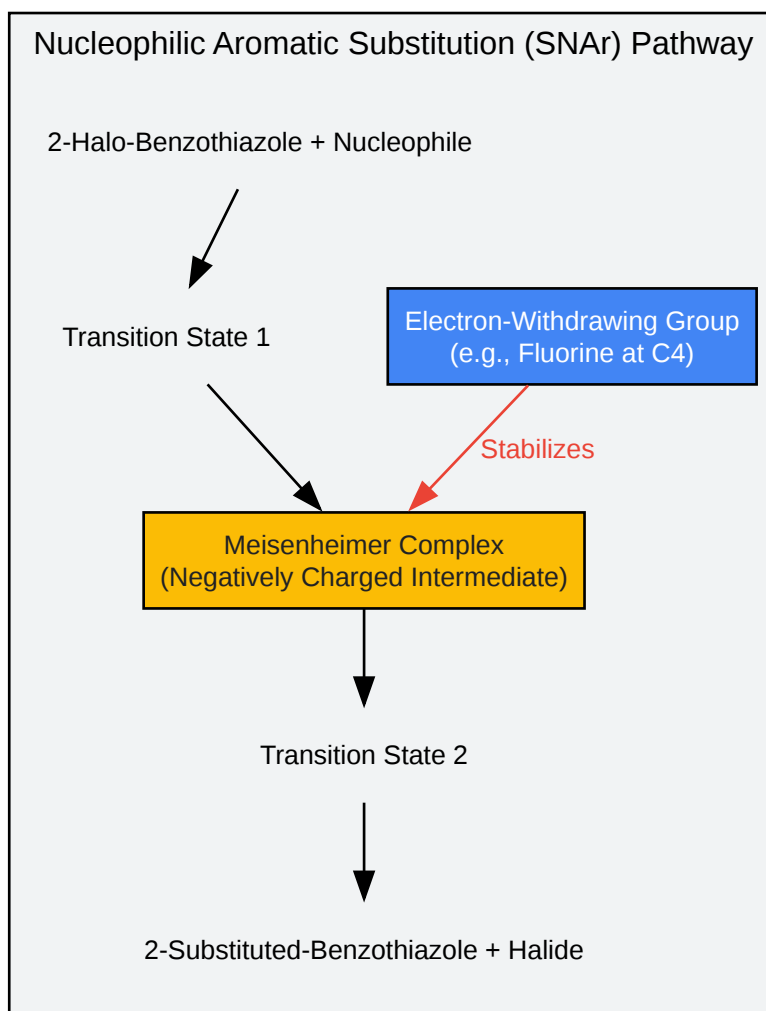 Nucleophilic Aromatic Substitution (SNAr) Pathway
2-Halo-Benzothiazole + Nucleophile
Transition State 1
Electron-Withdrawing Group
(e.g., Fluorine at C4)
Stabilizes
Meisenheimer Complex
(Negatively Charged Intermediate)
Transition State 2
2-Substituted-Benzothiazole + Halide